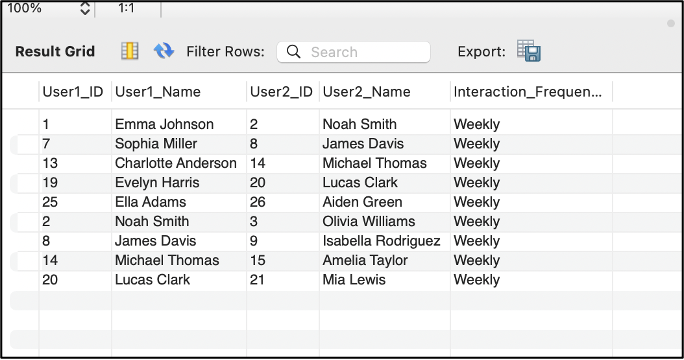 100% 1:1
Result Grid Filter Rows: Search Export:
User1_ID User1_Name User2_ID User2_Name Interaction_Frequen...
1 Emma Johnson 2 Noah Smith Weekly
7 Sophia Miller 8 James Davis Weekly
13 Charlotte Anderson 14 Michael Thomas Weekly
19 Evelyn Harris 20 Lucas Clark Weekly
25 Ella Adams 26 Aiden Green Weekly
2 Noah Smith 3 Olivia Williams Weekly
8 James Davis 9 Isabella Rodriguez Weekly
14 Michael Thomas 15 Amelia Taylor Weekly
20 Lucas Clark 21 Mia Lewis Weekly